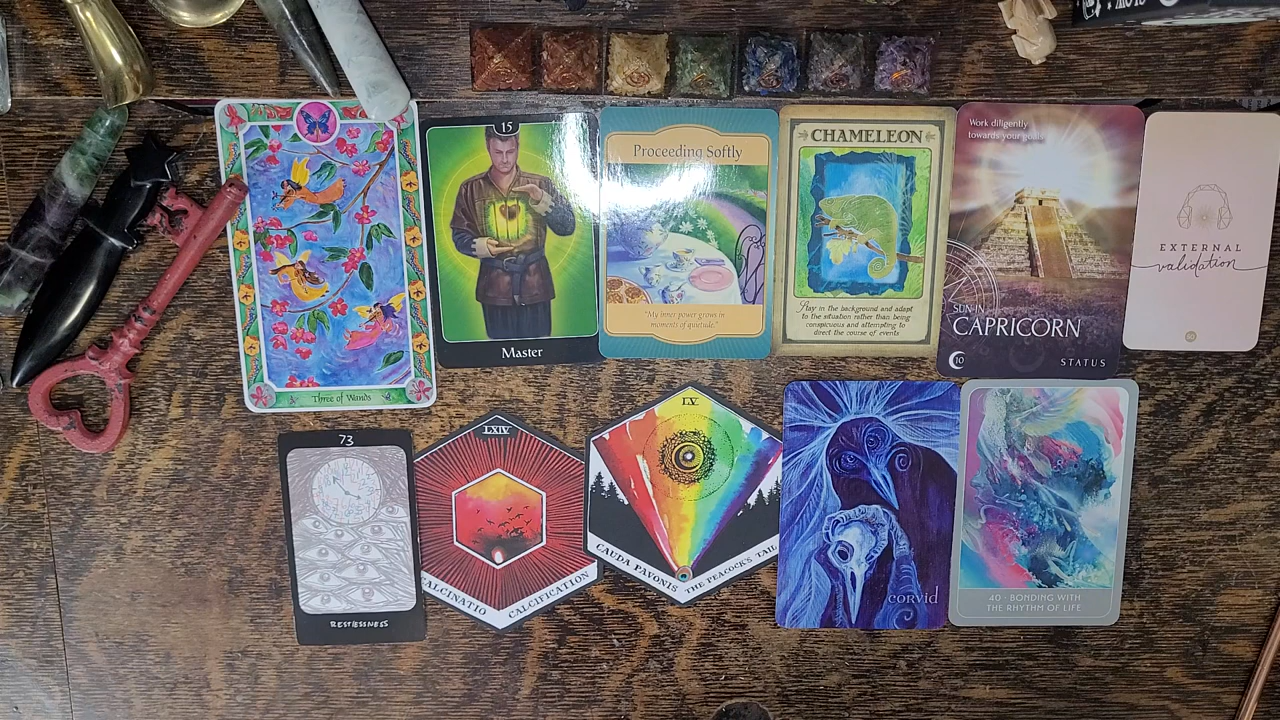 Three of Wands
15
Master
Proceeding Softly
"My inner power grows in
moments of quietude."
CHAMELEON
Stay in the background and adapt
to the situation rather than being
conspicuous and attempting to
direct the course of events
Work diligently
towards your goals
SUN IN
CAPRICORN
10
STATUS
EXTERNAL
validation
73
RESTLESSNESS
LXIV
CALCINATIO
CALCIFICATION
LV
CAUDA PAVONIS
THE PEACOCK'S TAIL
corvid
40 · BONDING WITH
THE RHYTHM OF LIFE